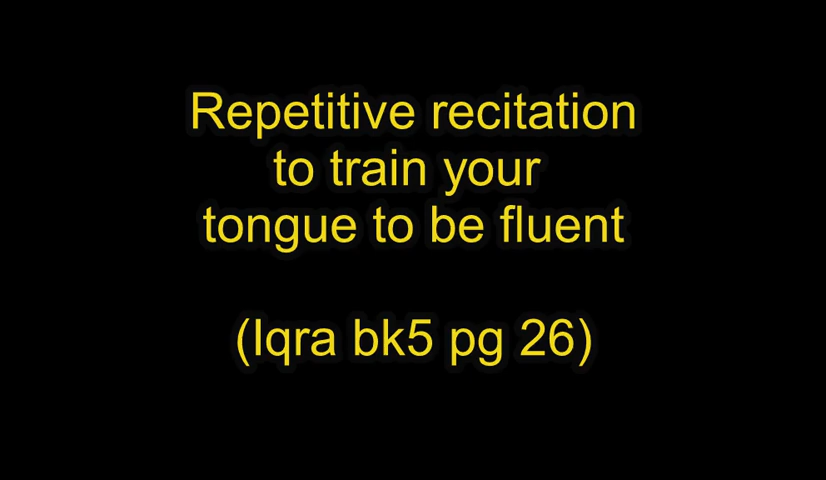 Repetitive recitation
to train your
tongue to be fluent
(Iqra bk5 pg 26)